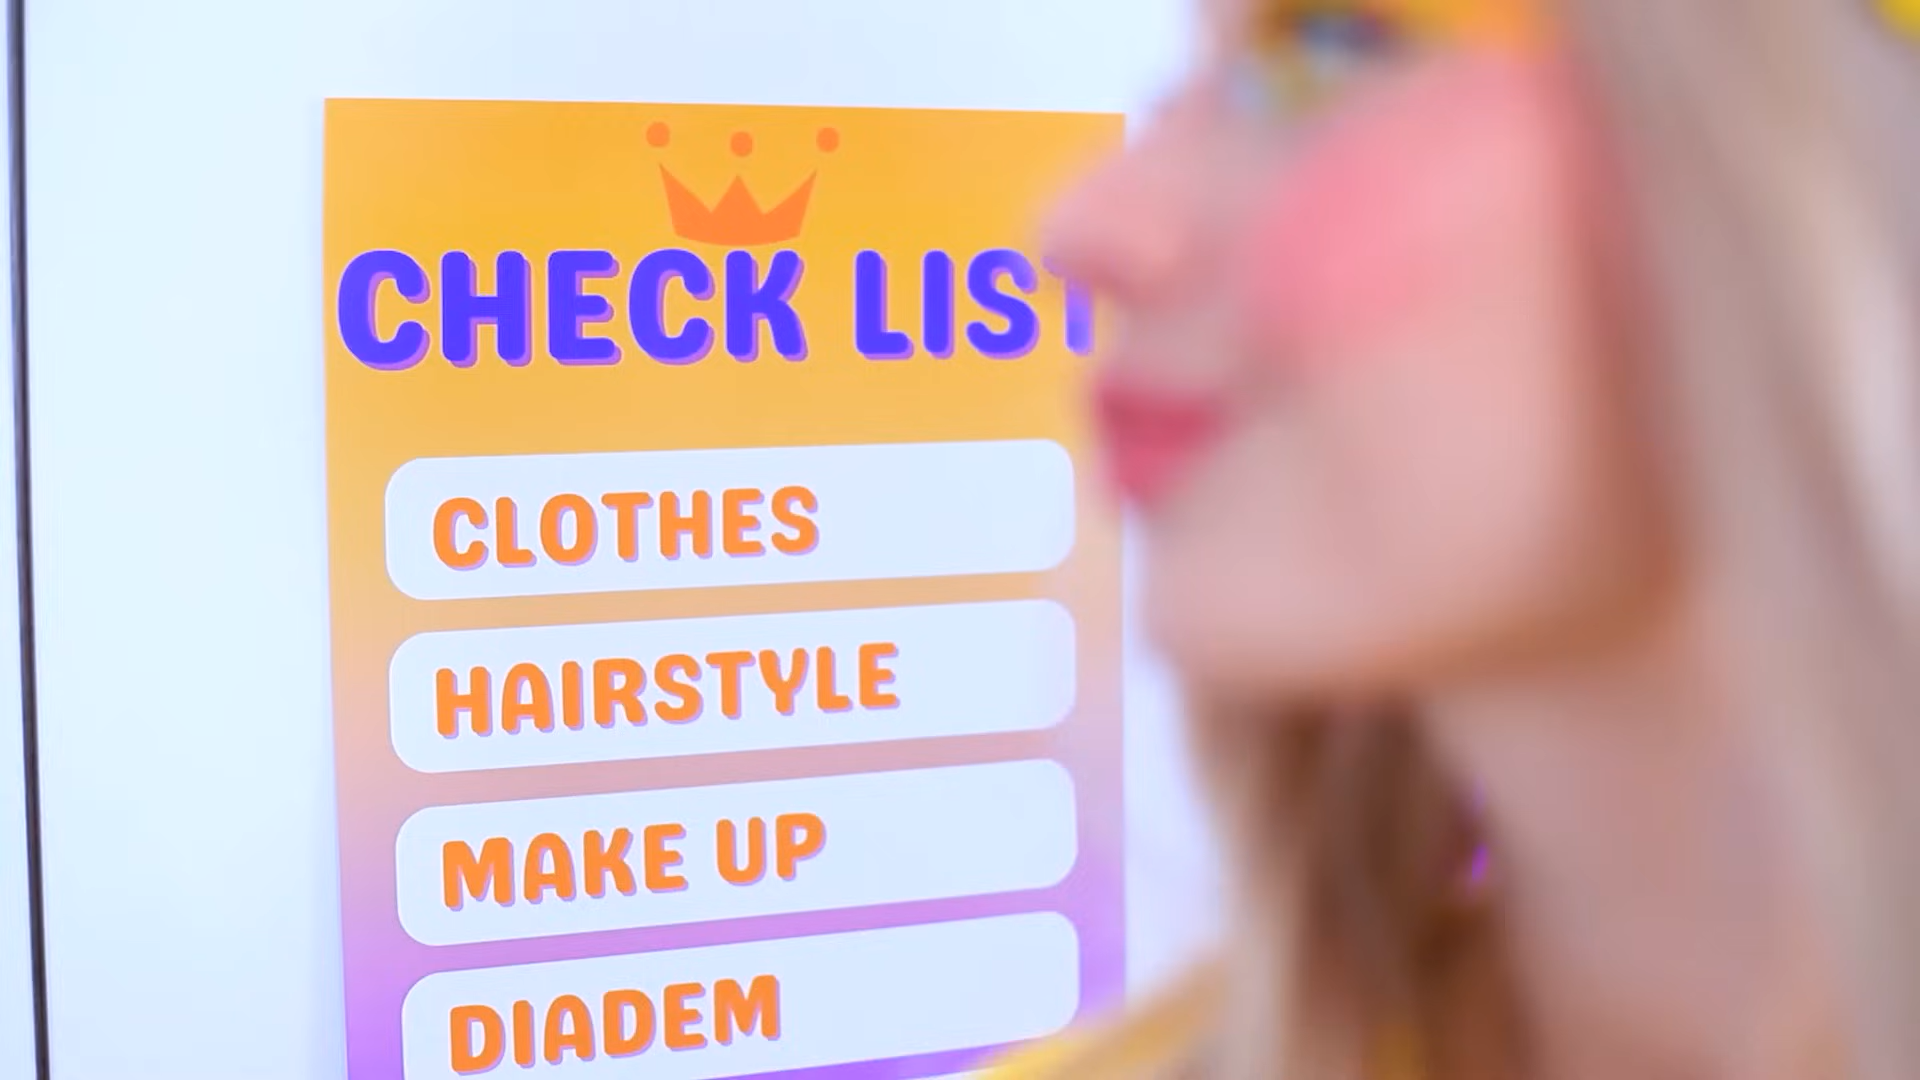 CHECK LIST
CLOTHES
HAIRSTYLE
MAKE UP
DIADEM